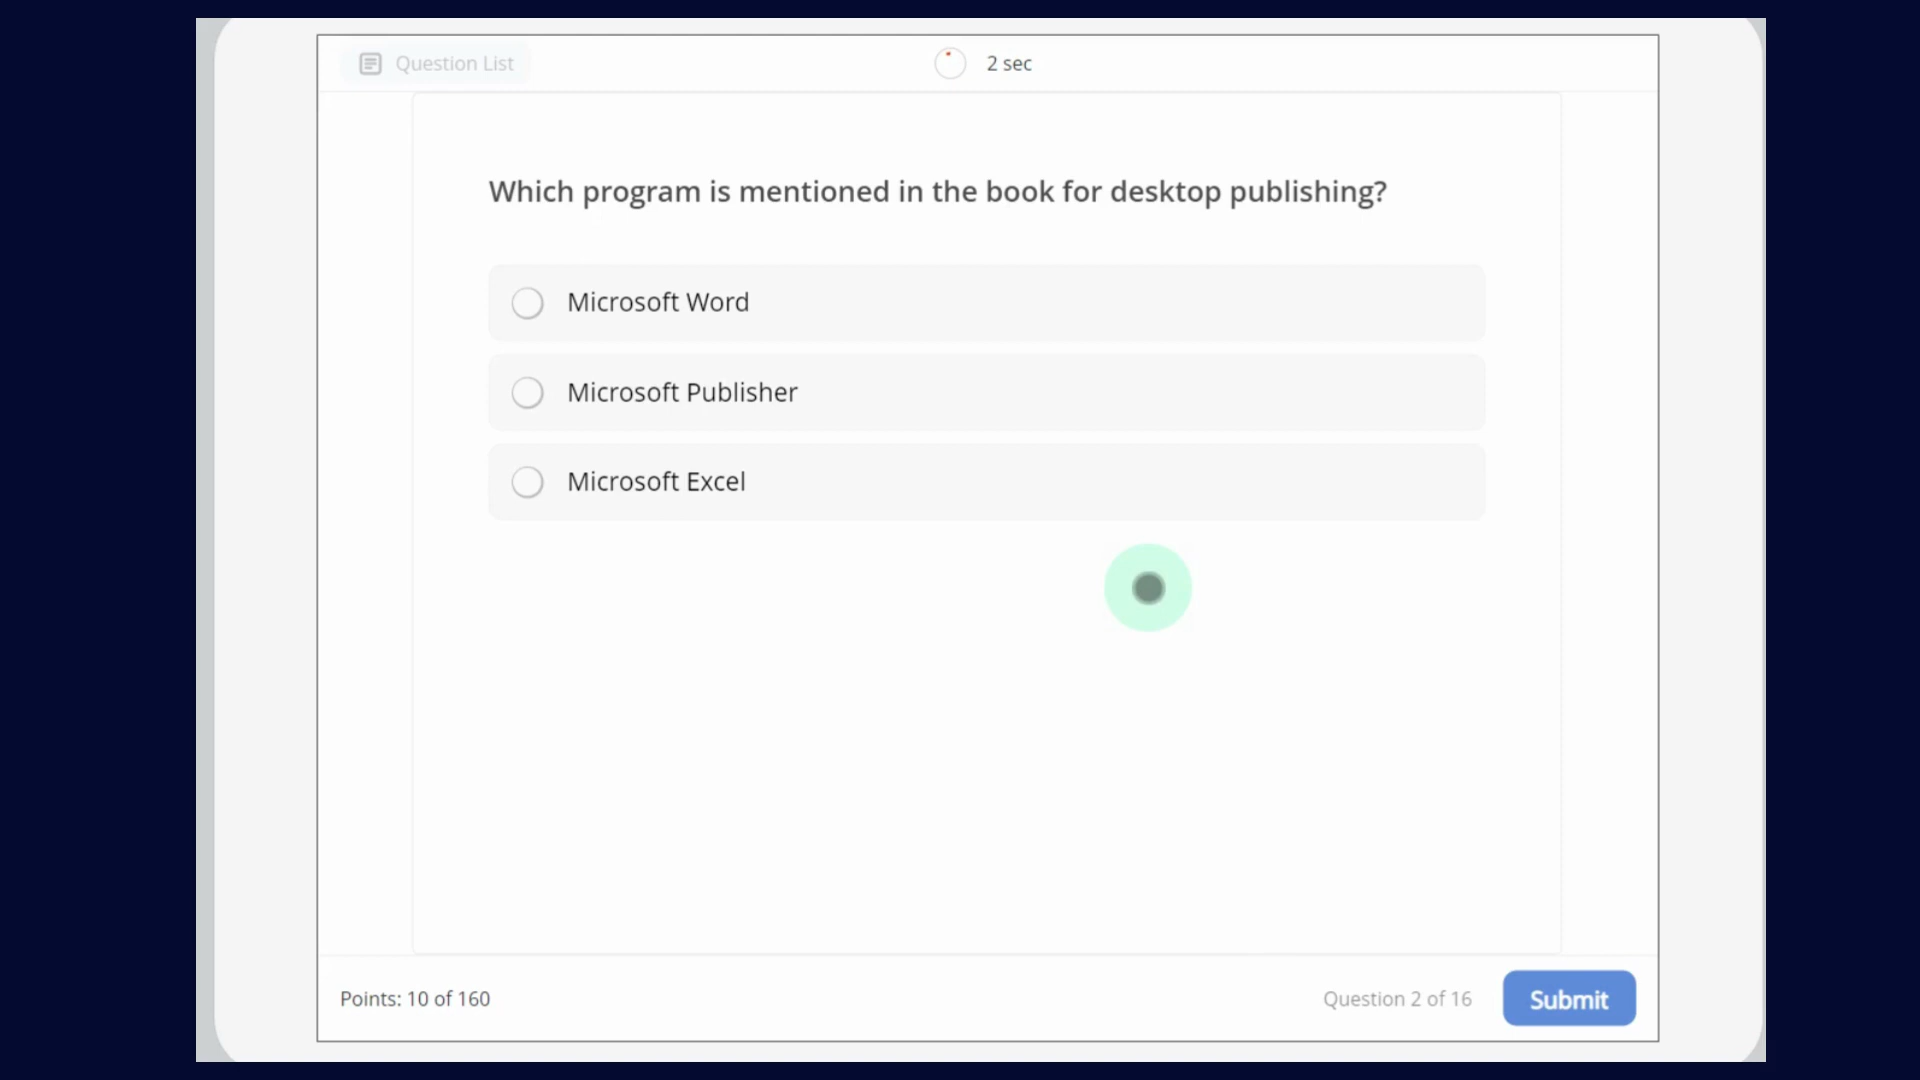 Question List
2 sec
Which program is mentioned in the book for desktop publishing?
Microsoft Word
Microsoft Publisher
Microsoft Excel
Points: 10 of 160
Question 2 of 16
Submit